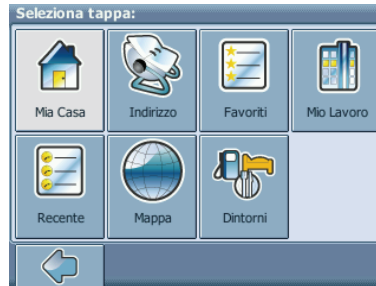 Seleziona tappa:
Mia Casa
Indirizzo
Favoriti
Mio Lavoro
Recente
Mappa
Dintorni